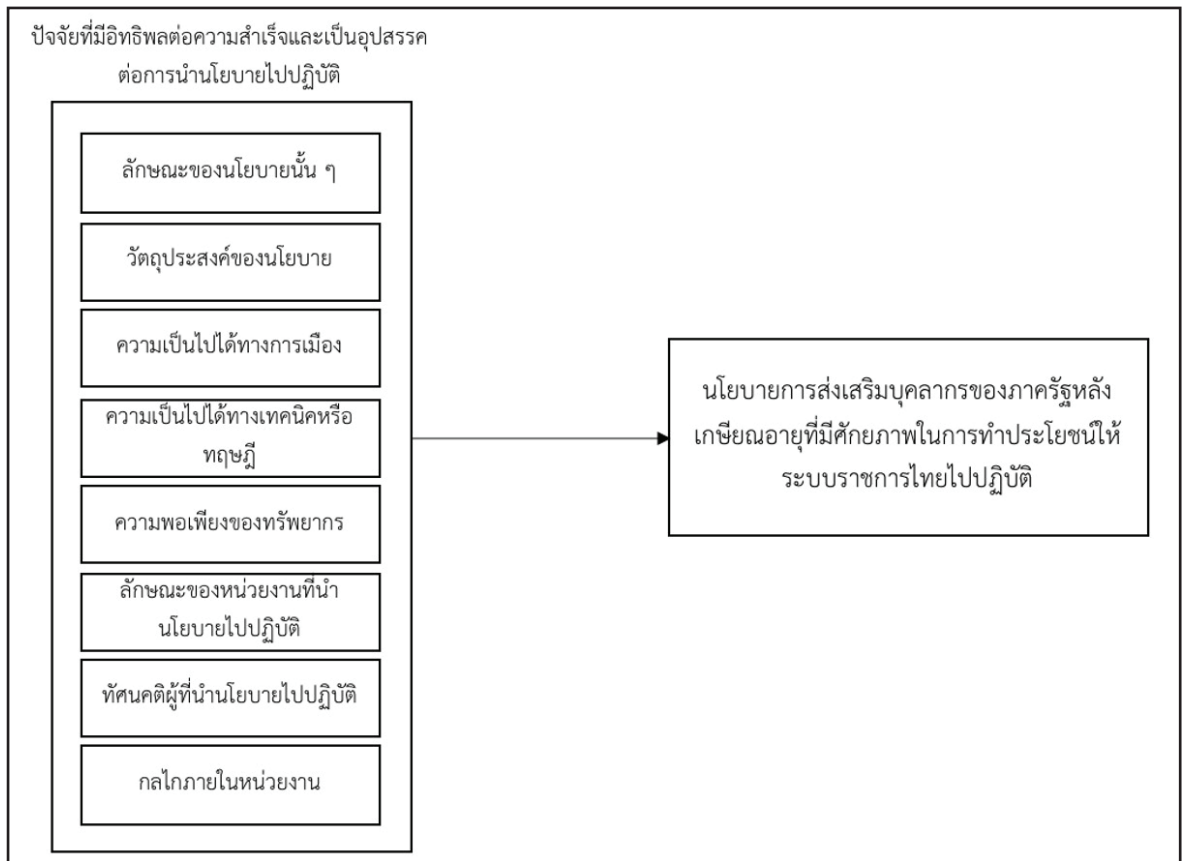 ปัจจัยที่มีอิทธิพลต่อความสำเร็จและเป็นอุปสรรค
ต่อการนำนโยบายไปปฏิบัติ
ลักษณะของนโยบายนั้น ๆ
วัตถุประสงค์ของนโยบาย
ความเป็นไปได้ทางการเมือง
ความเป็นไปได้ทางเทคนิคหรือ
ทฤษฎี
ความพอเพียงของทรัพยากร
ลักษณะของหน่วยงานที่นำ
นโยบายไปปฏิบัติ
ทัศนคติผู้ที่นำนโยบายไปปฏิบัติ
กลไกภายในหน่วยงาน
นโยบายการส่งเสริมบุคลากรของภาครัฐหลัง
เกษียณอายุที่มีศักยภาพในการทำประโยชน์ให้
ระบบราชการไทยไปปฏิบัติ